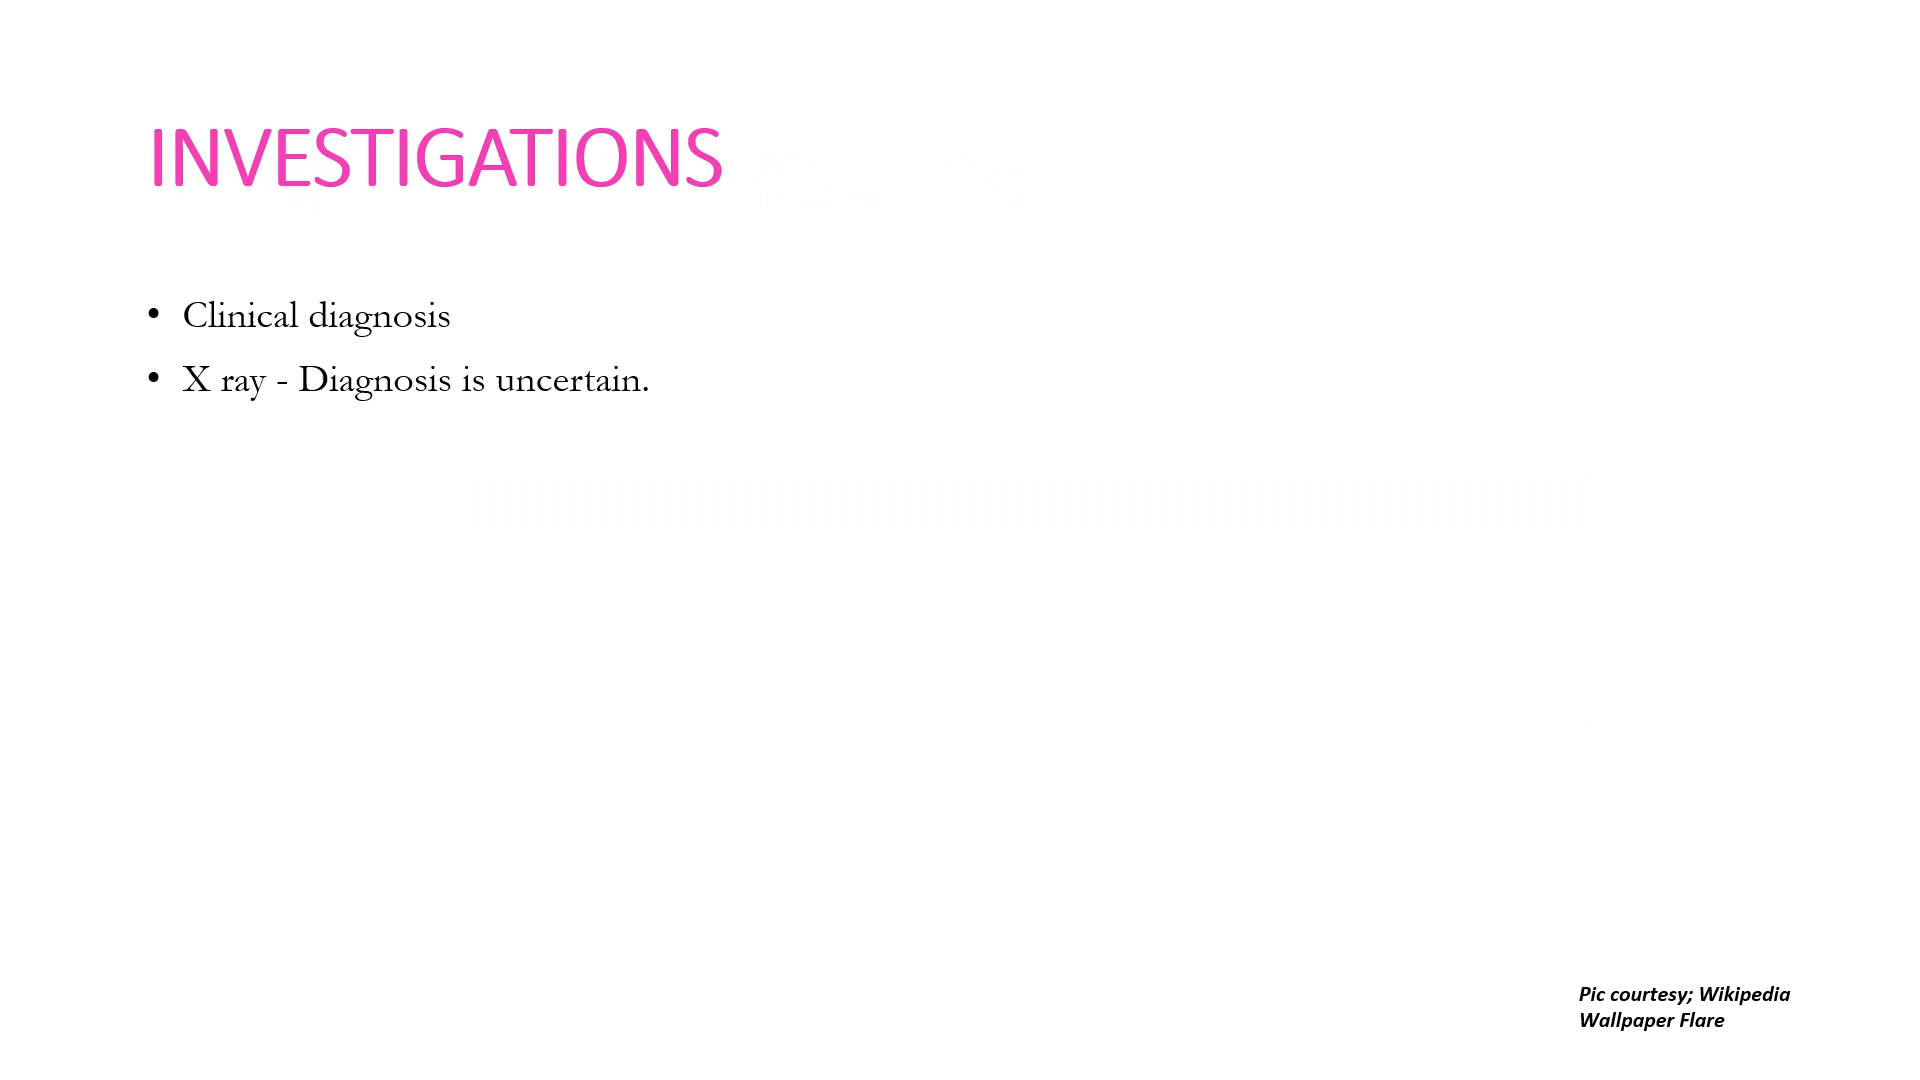 INVESTIGATIONS
• Clinical diagnosis
• X ray - Diagnosis is uncertain.
Pic courtesy; Wikipedia
Wallpaper Flare